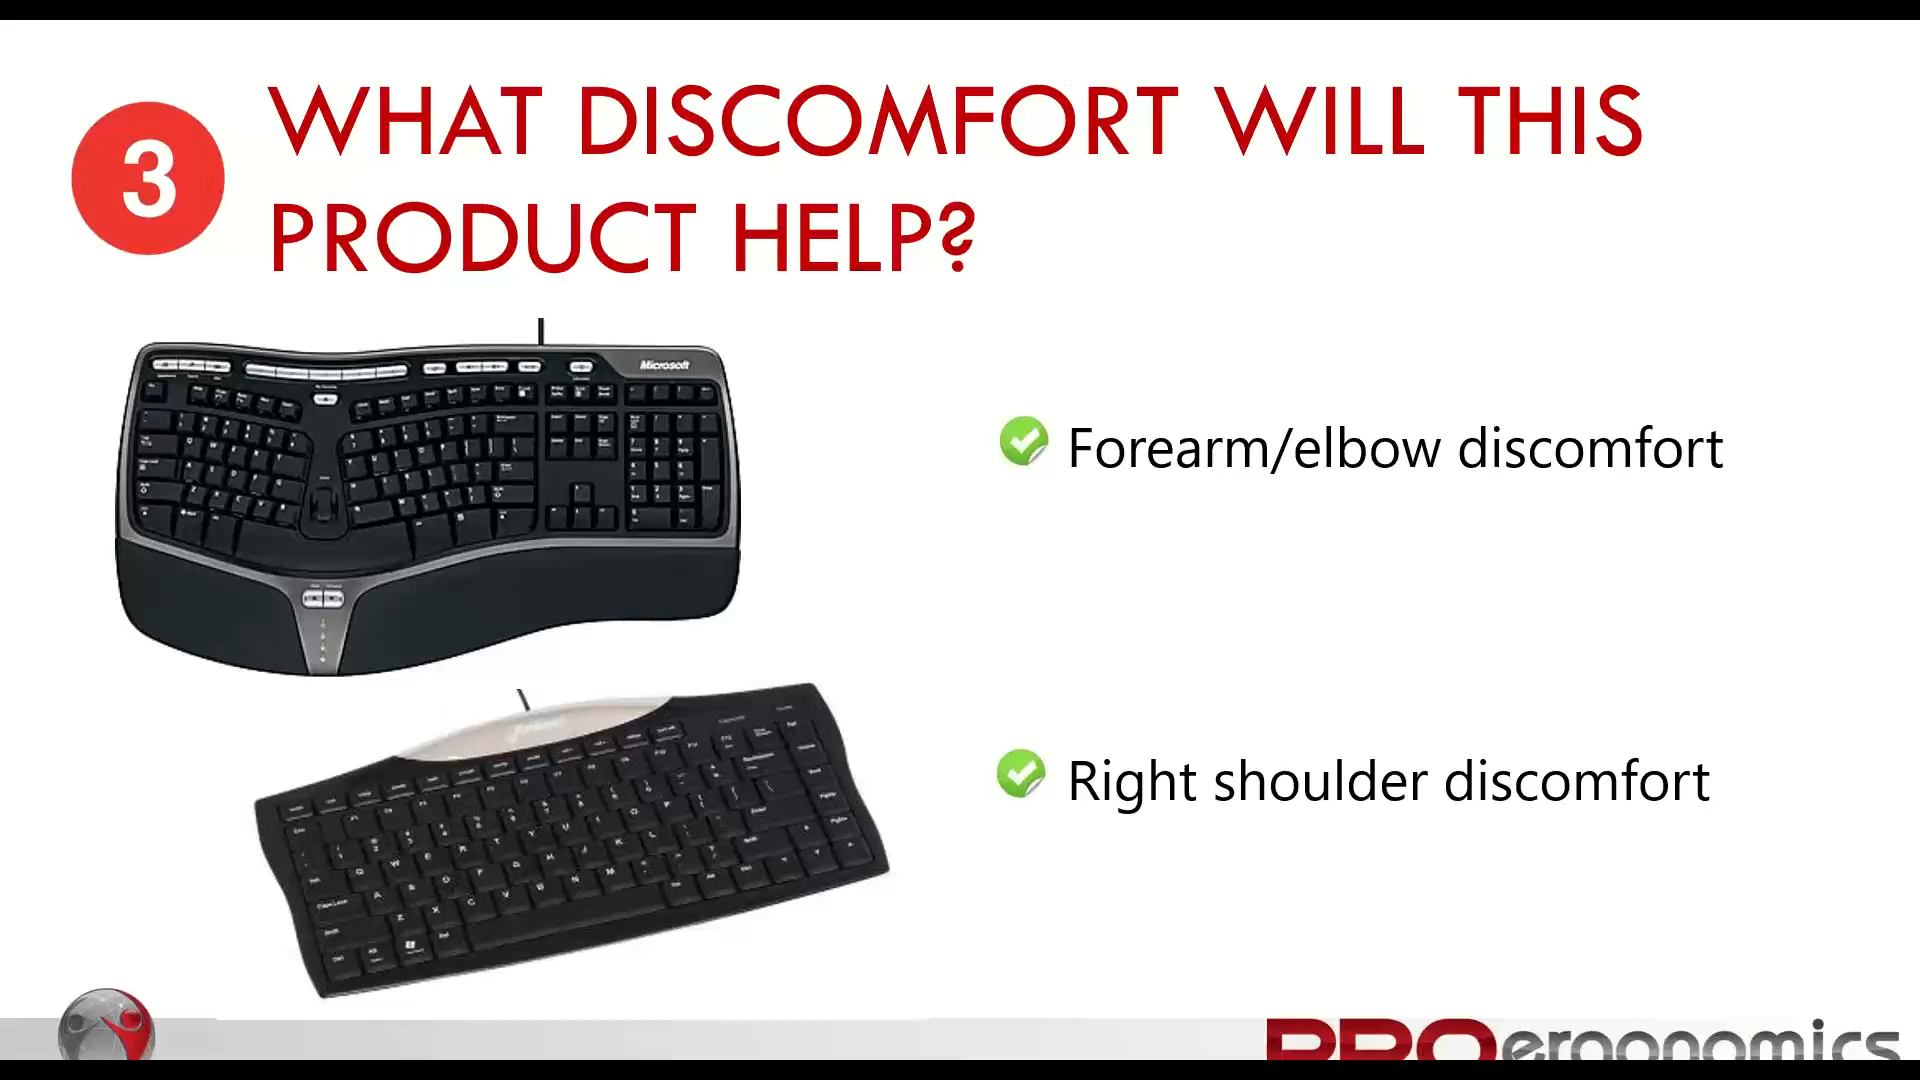 3
WHAT DISCOMFORT WILL THIS
PRODUCT HELP?
Microsoft
Forearm/elbow discomfort
Right shoulder discomfort
PROergonomics